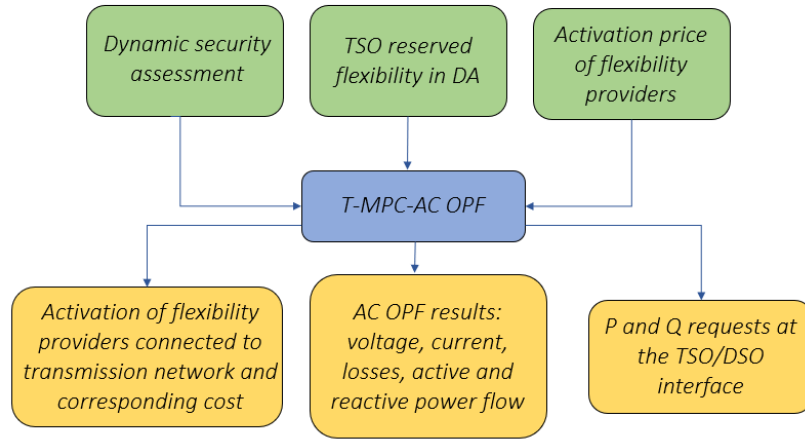 Dynamic security
assessment
TSO reserved
flexibility in DA
Activation price
of flexibility
providers
T-MPC-AC OPF
Activation of flexibility
providers connected to
transmission network and
corresponding cost
AC OPF results:
voltage, current,
losses, active and
reactive power flow
P and Q requests at
the TSO/DSO
interface